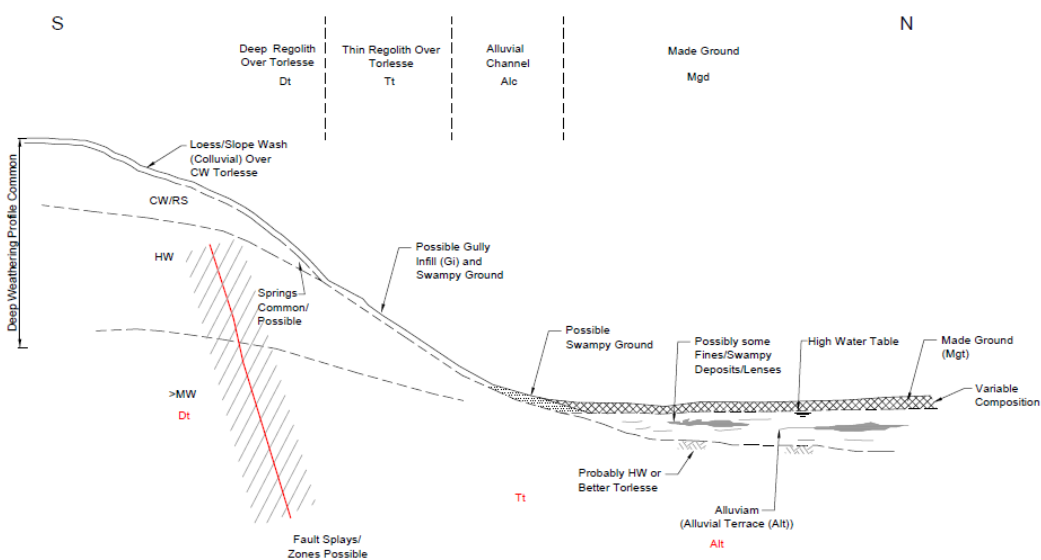 S
N
Deep Regolith
Over Torlesse
Dt
Thin Regolith Over
Torlesse
Tt
Alluvial
Channel
Alc
Made Ground
Mgd
Deep Weathering Profile Common
Loess/Slope Wash
(Colluvial) Over
CW Torlesse
CW/RS
HW
Springs
Common/
Possible
Possible Gully
Infill (Gi) and
Swampy Ground
Possible
Swampy Ground
Possibly some
Fines/Swampy
Deposits/Lenses
High Water Table
Made Ground
(Mgt)
Variable
Composition
>MW
Dt
Probably HW or
Better Torlesse
Tt
Alluviam
(Alluvial Terrace (Alt))
Alt
Fault Splays/
Zones Possible